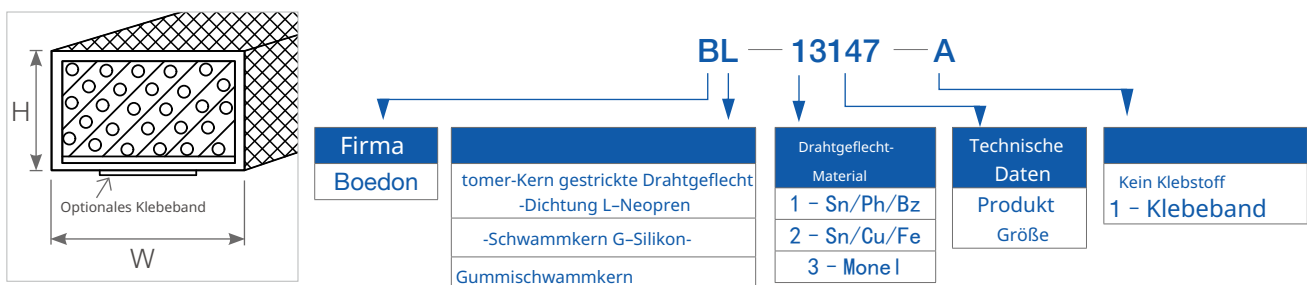 BL — 13147 — A
H
Optionales Klebeband
W
Firma
Boedon
tomer-Kern gestrickte Drahtgeflecht
-Dichtung L–Neopren
-Schwammkern G–Silikon-
Gummischwammkern
Drahtgeflecht-
Material
1 - Sn/Ph/Bz
2 - Sn/Cu/Fe
3 - Monel
Technische
Daten
Produkt
Größe
Kein Klebstoff
1 - Klebeband